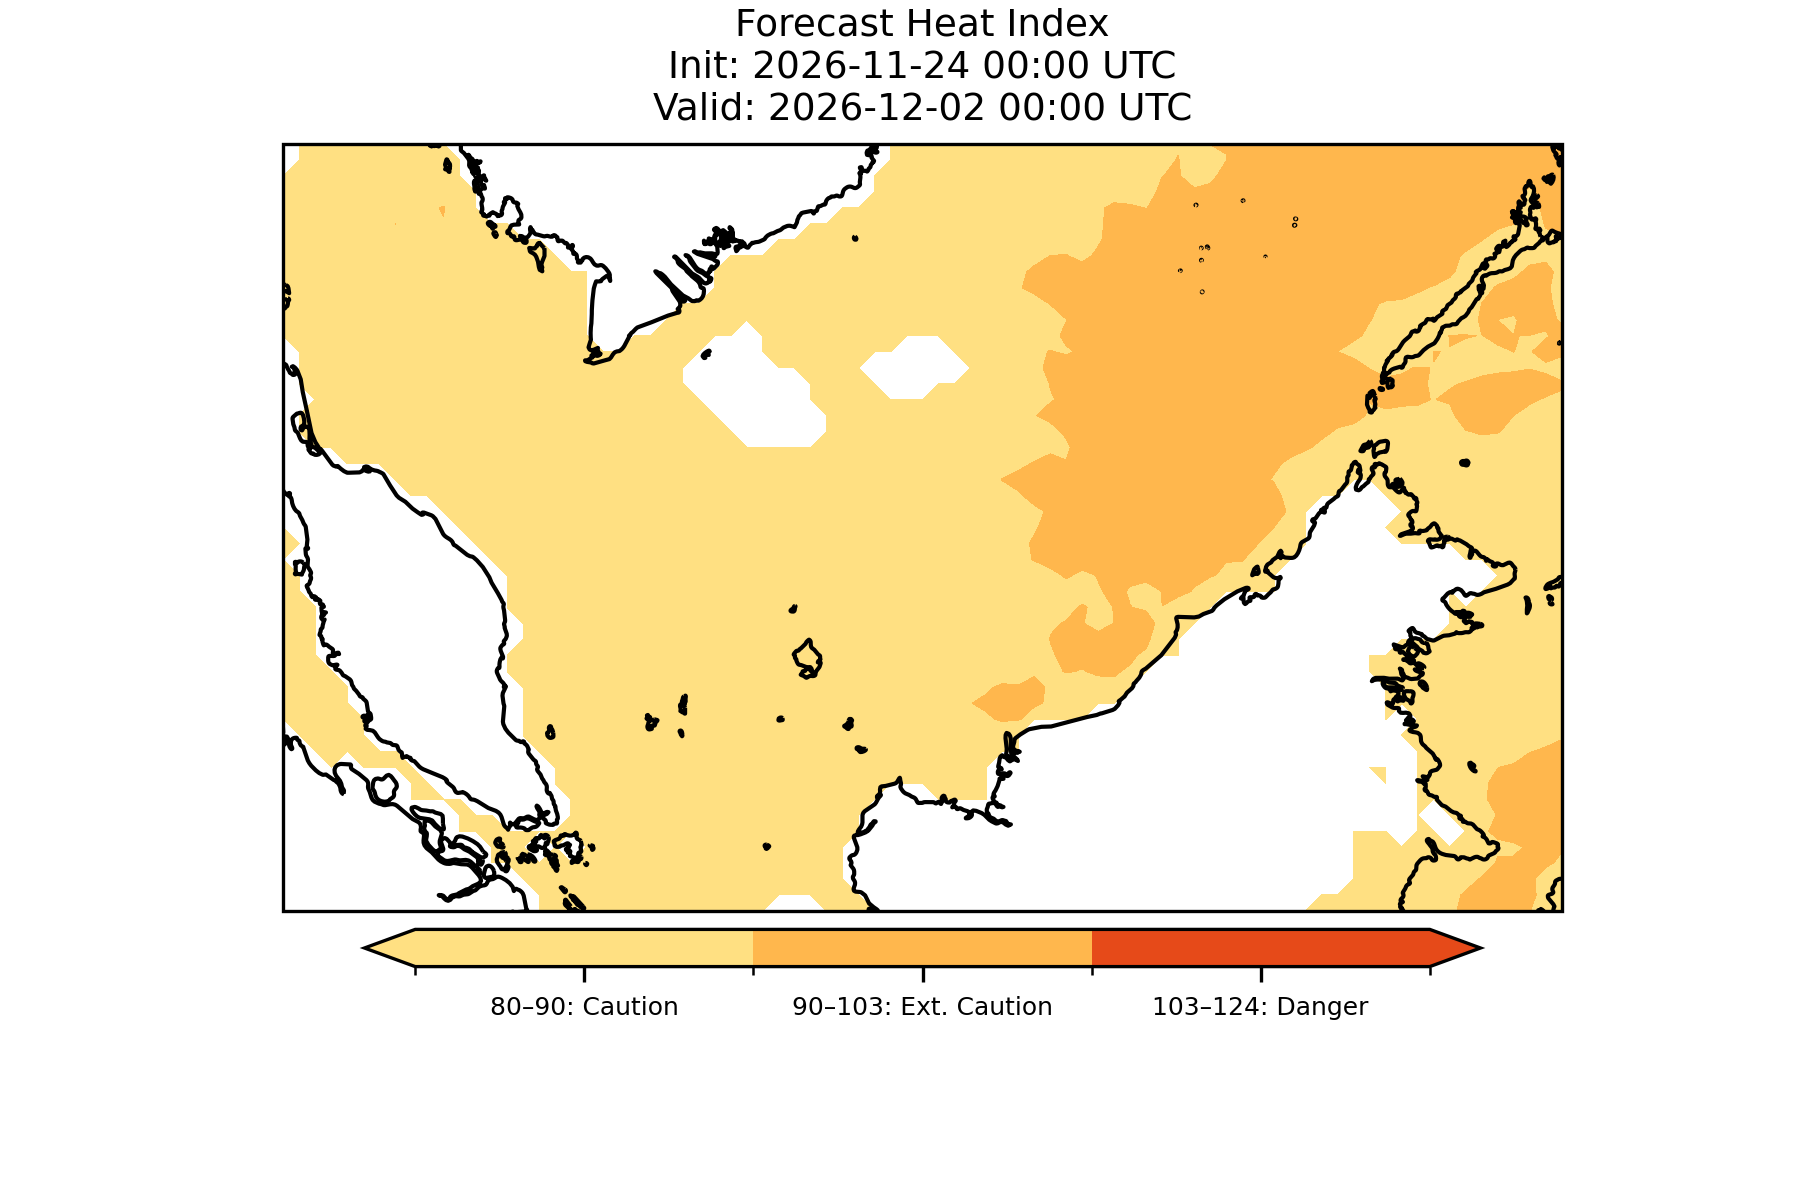 Forecast Heat Index
Init: 2026-11-24 00:00 UTC
Valid: 2026-12-02 00:00 UTC
80–90: Caution
90–103: Ext. Caution
103–124: Danger